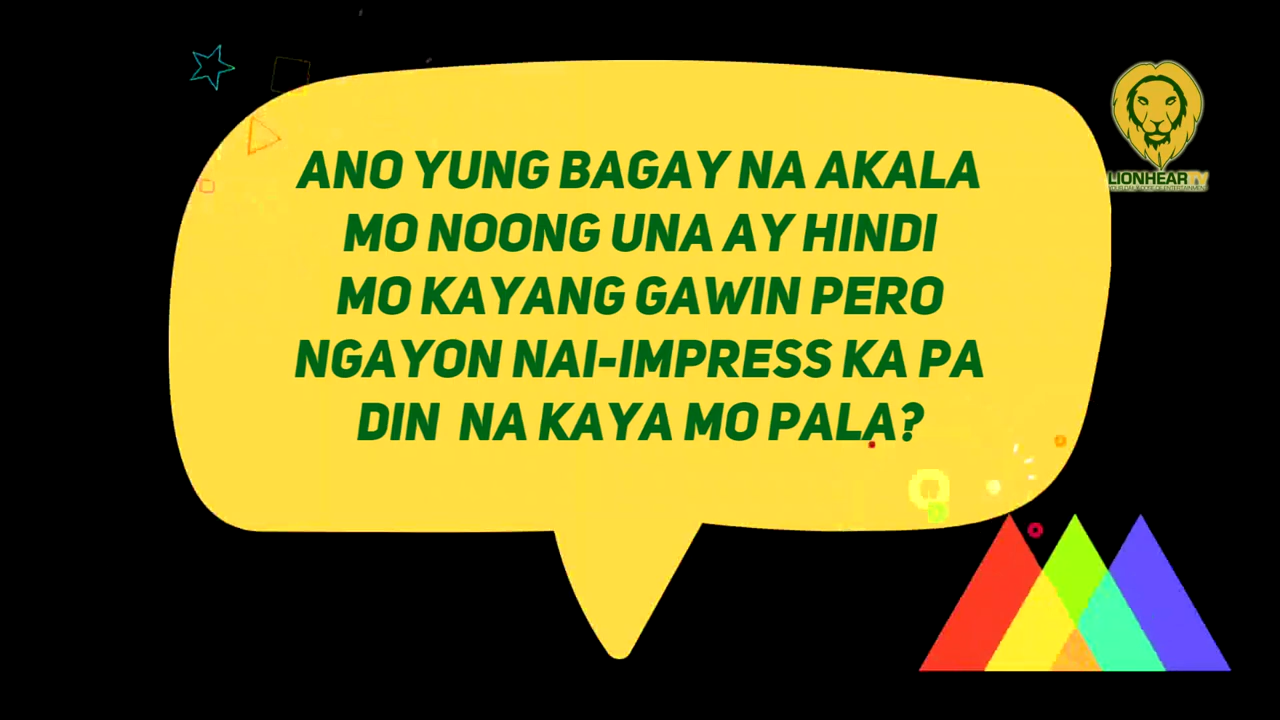 ANO YUNG BAGAY NA AKALA
MO NOONG UNA AY HINDI
MO KAYANG GAWIN PERO
NGAYON NAI-IMPRESS KA PA
DIN NA KAYA MO PALA?
LIONHEARTV